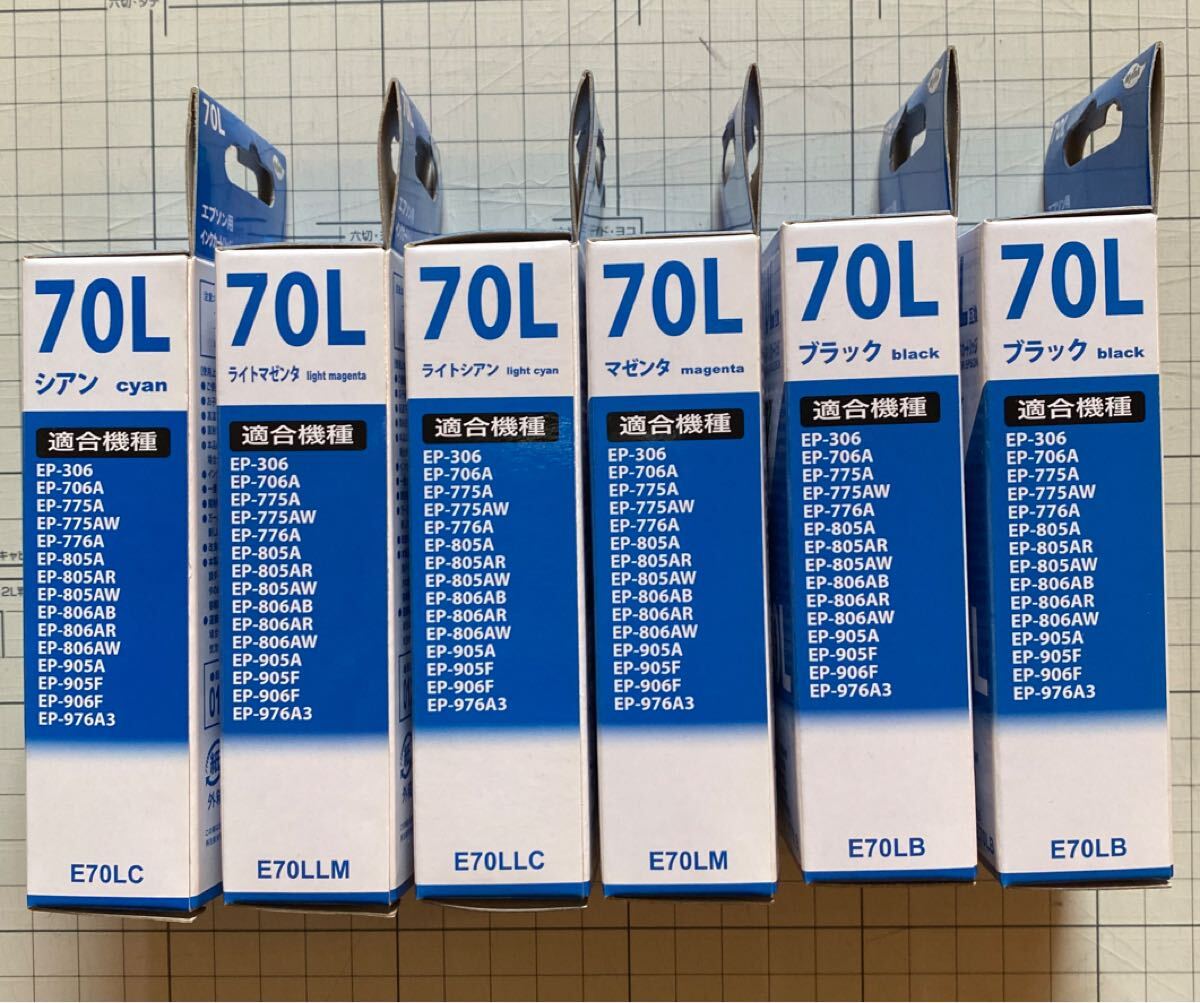 六切・タテ
70L
エプソン用
70L
シアン cyan
適合機種
EP-306
EP-706A
EP-775A
EP-775AW
EP-776A
EP-805A
EP-805AR
EP-805AW
EP-806AB
EP-806AR
EP-806AW
EP-905A
EP-905F
EP-906F
EP-976A3
E70LC
70L
ライトマゼンタ light magenta
適合機種
EP-306
EP-706A
EP-775A
EP-775AW
EP-776A
EP-805A
EP-805AR
EP-805AW
EP-806AB
EP-806AR
EP-806AW
EP-905A
EP-905F
EP-906F
EP-976A3
E70LLM
70L
ライトシアン light cyan
適合機種
EP-306
EP-706A
EP-775A
EP-775AW
EP-776A
EP-805A
EP-805AR
EP-805AW
EP-806AB
EP-806AR
EP-806AW
EP-905A
EP-905F
EP-906F
EP-976A3
E70LLC
70L
マゼンタ magenta
適合機種
EP-306
EP-706A
EP-775A
EP-775AW
EP-776A
EP-805A
EP-805AR
EP-805AW
EP-806AB
EP-806AR
EP-806AW
EP-905A
EP-905F
EP-906F
EP-976A3
E70LM
70L
ブラック black
適合機種
EP-306
EP-706A
EP-775A
EP-775AW
EP-776A
EP-805A
EP-805AR
EP-805AW
EP-806AB
EP-806AR
EP-806AW
EP-905A
EP-905F
EP-906F
EP-976A3
E70LB
70L
ブラック black
適合機種
EP-306
EP-706A
EP-775A
EP-775AW
EP-776A
EP-805A
EP-805AR
EP-805AW
EP-806AB
EP-806AR
EP-806AW
EP-905A
EP-905F
EP-906F
EP-976A3
E70LB